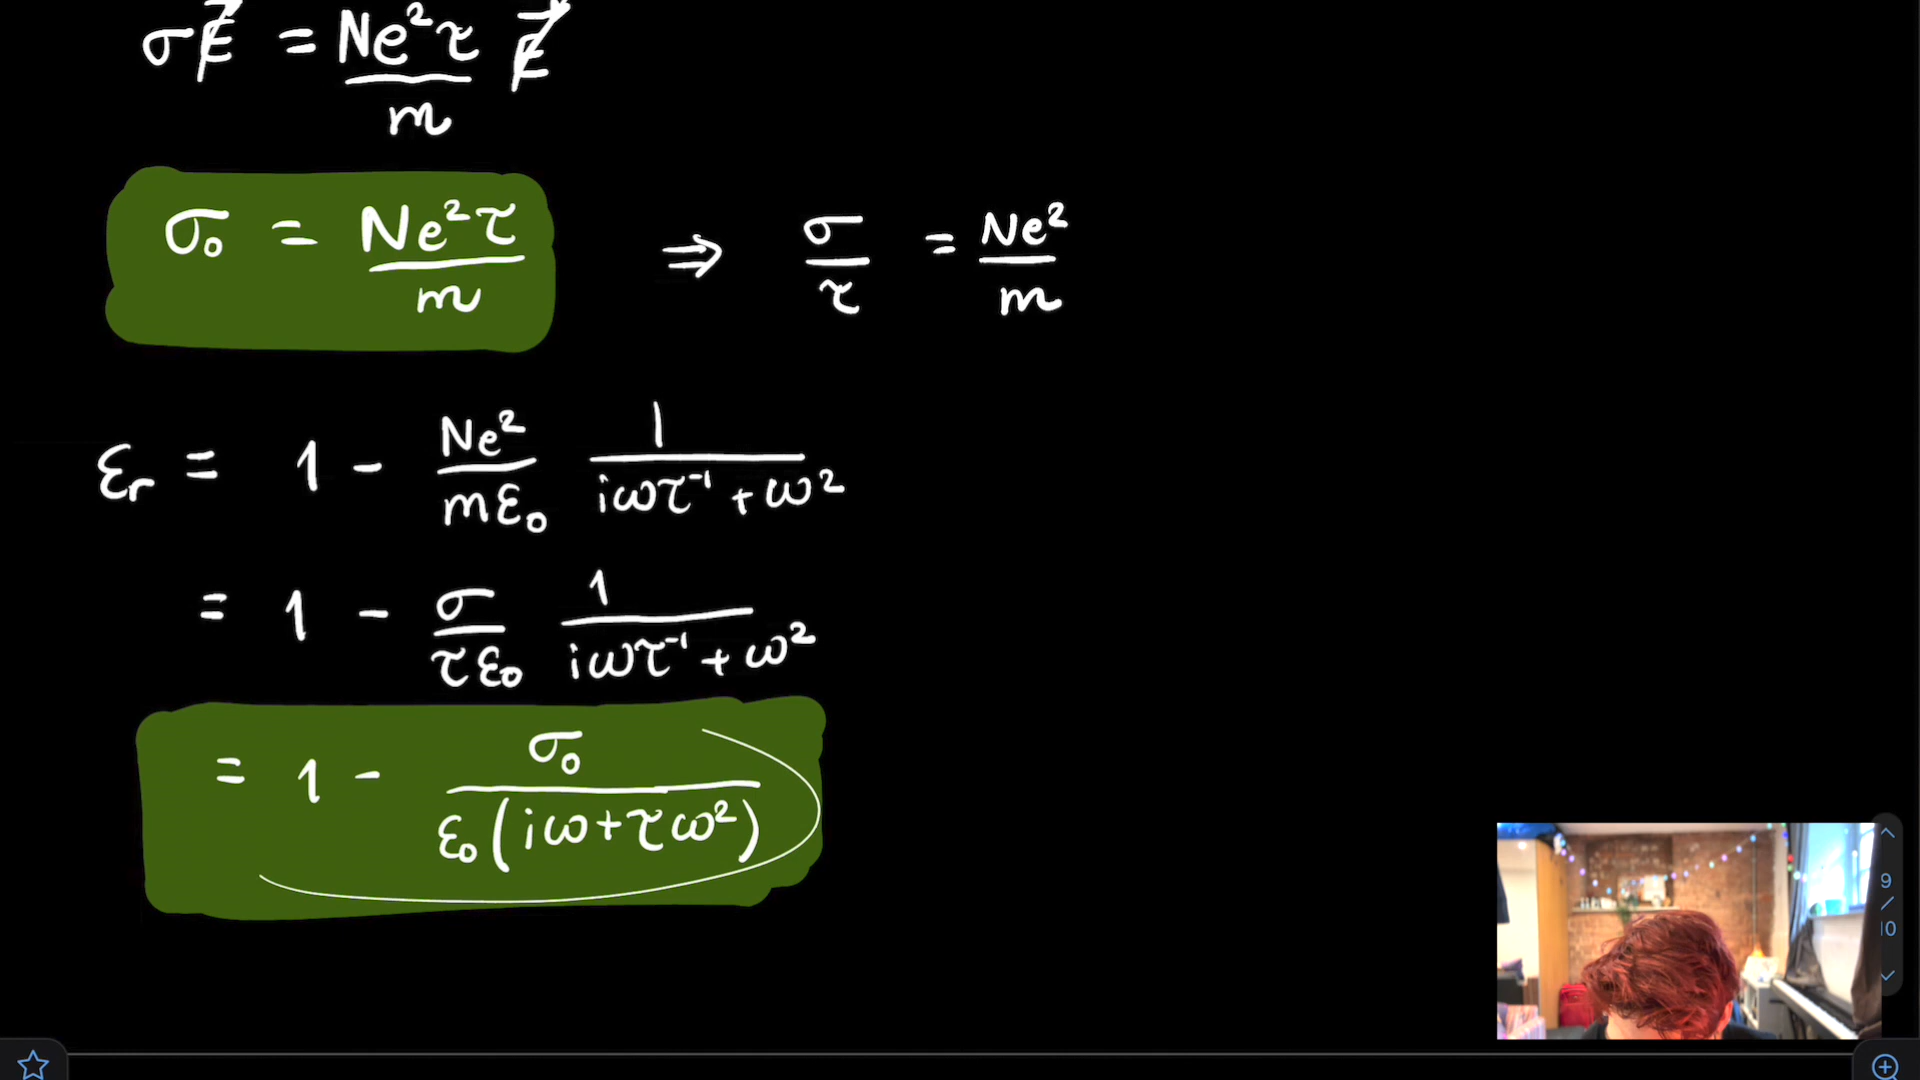 σE⃗ = Ne²τ/m E⃗
σ₀ = Ne²τ/m ⇒ σ/τ = Ne²/m
εᵣ = 1 - Ne²/mε₀ 1/iωτ⁻¹ + ω²
= 1 - σ/τε₀ 1/iωτ⁻¹ + ω²
= 1 - σ₀/ε₀(iω+τω²)
9
/
10